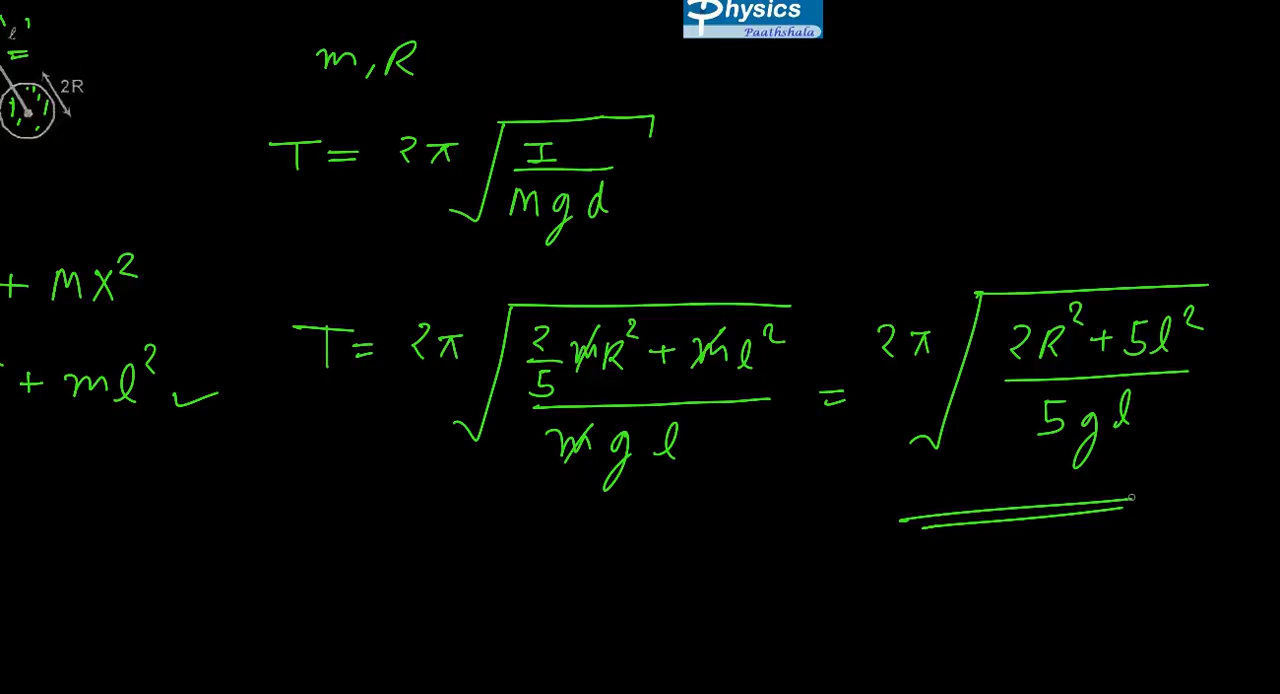 Physics
Paathshala
'l'
=
2R
m, R
T = 2π √(I / mgd)
+ mx²
T = 2π √((2/5 mR² + ml²) / mgl) = 2π √((2R² + 5l²) / 5gl)
+ ml² ✓